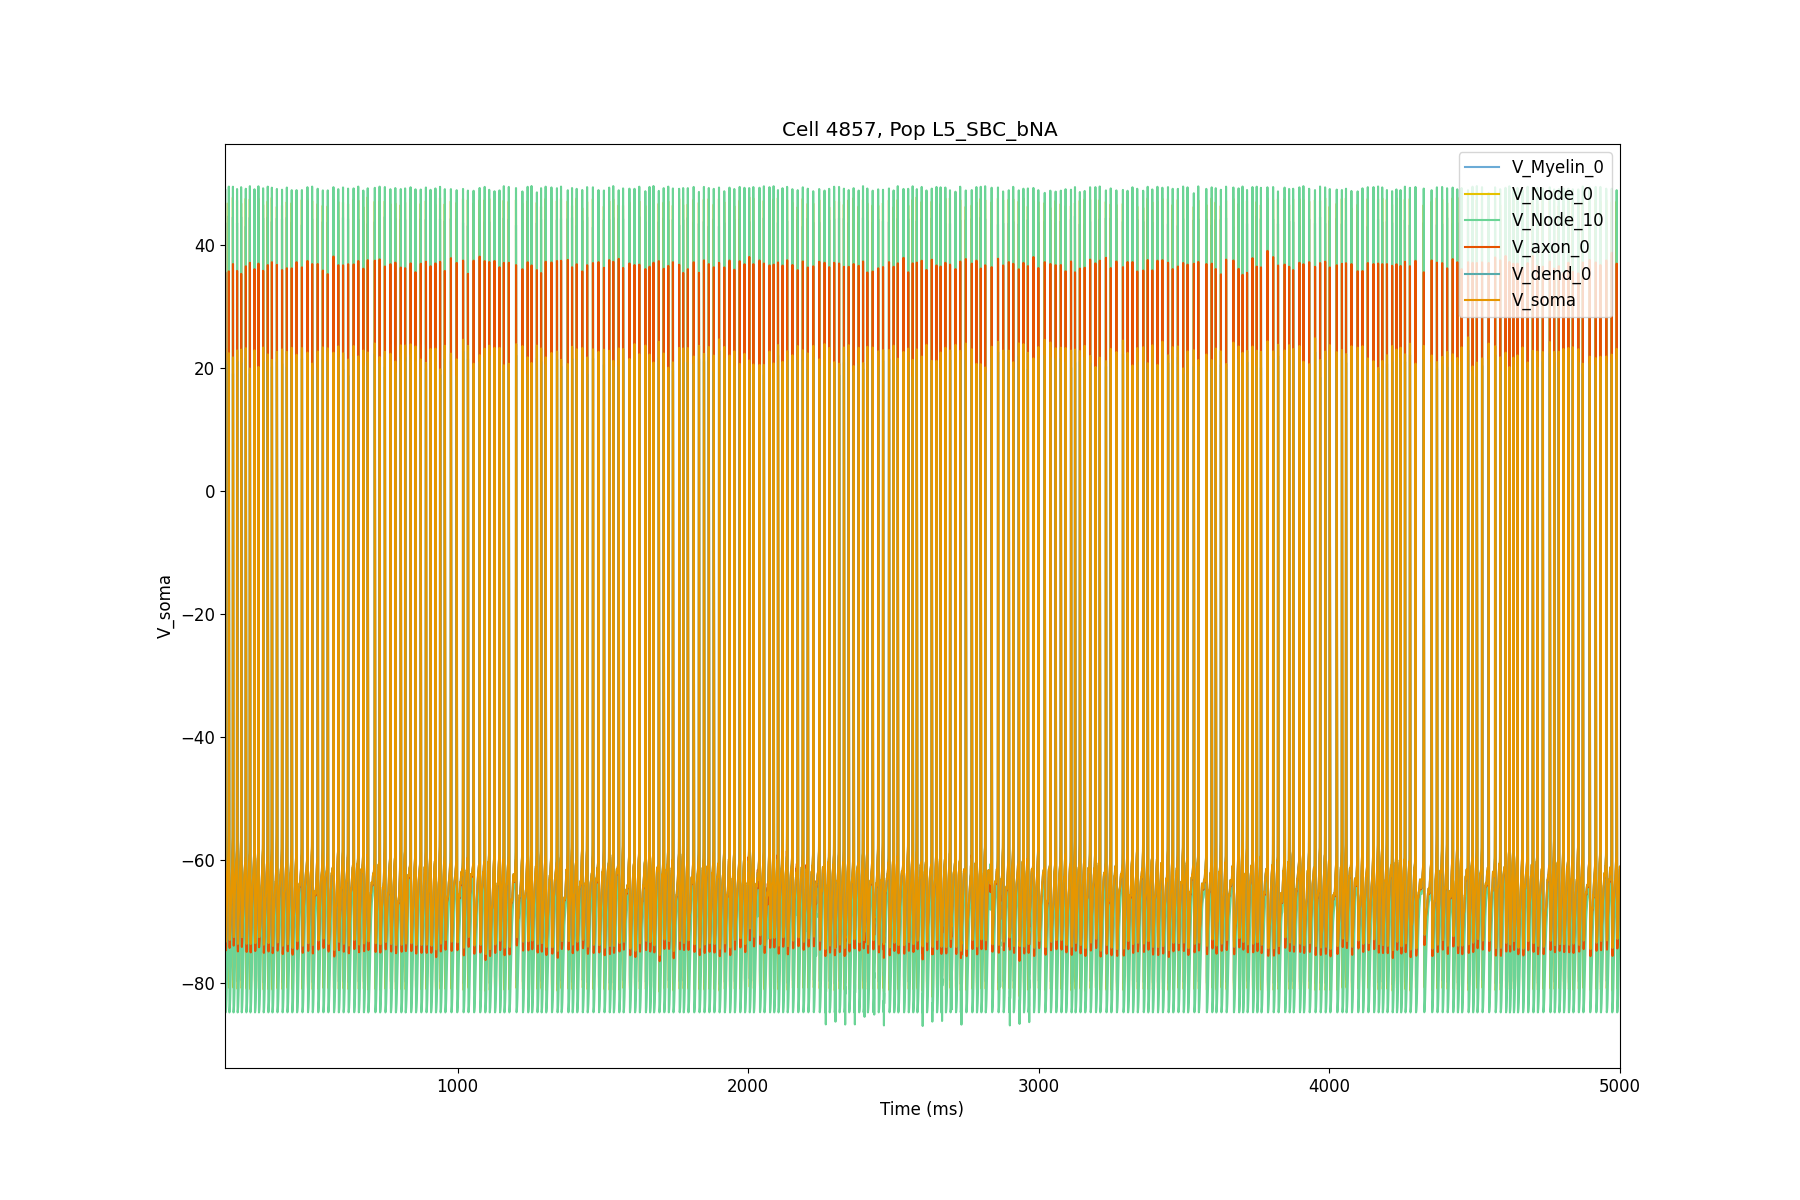 Cell 4857, Pop L5_SBC_bNA
V_Myelin_0
V_Node_0
V_Node_10
V_axon_0
V_dend_0
V_soma
40
20
0
−20
−40
−60
−80
V_soma
1000
2000
3000
4000
5000
Time (ms)